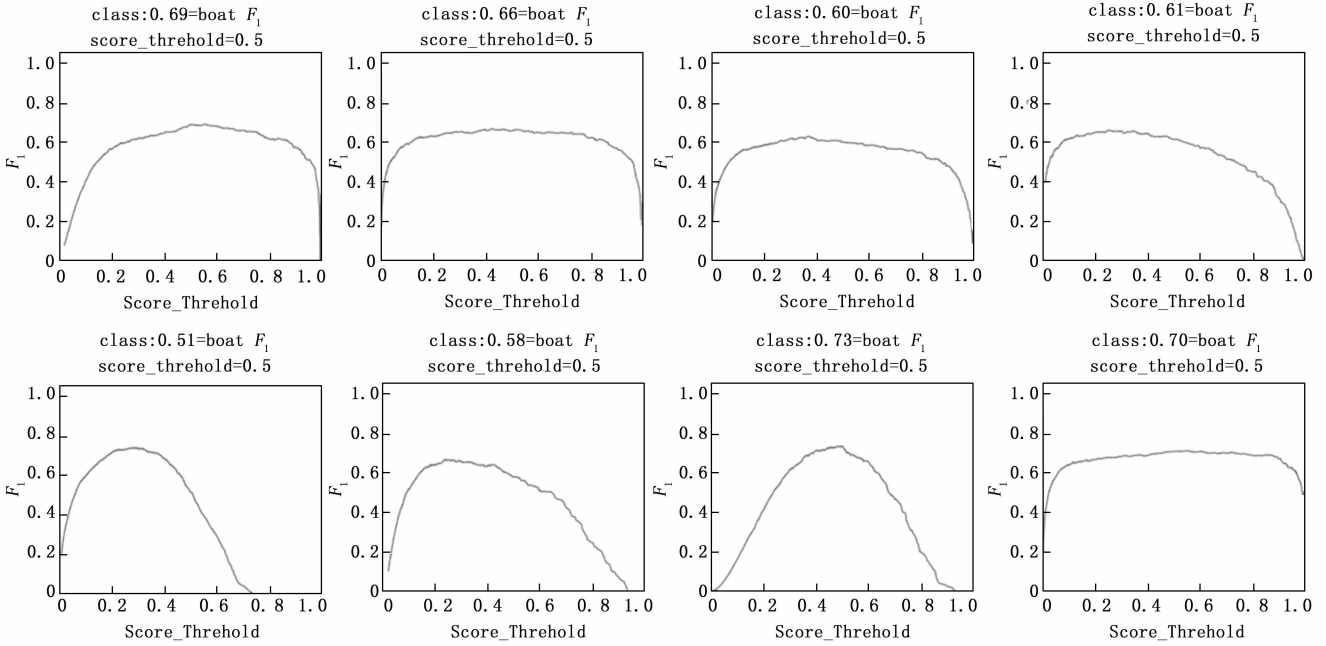 class:0.69=boat F1
score_threhold=0.5
1.0
0.8
0.6
0.4
0.2
0
F1
0 0.2 0.4 0.6 0.8 1.0
Score_Threhold
class:0.66=boat F1
score_threhold=0.5
1.0
0.8
0.6
0.4
0.2
0
F1
0 0.2 0.4 0.6 0.8 1.0
Score_Threhold
class:0.60=boat F1
score_threhold=0.5
1.0
0.8
0.6
0.4
0.2
0
F1
0 0.2 0.4 0.6 0.8 1.0
Score_Threhold
class:0.61=boat F1
score_threhold=0.5
1.0
0.8
0.6
0.4
0.2
0
F1
0 0.2 0.4 0.6 0.8 1.0
Score_Threhold
class:0.51=boat F1
score_threhold=0.5
1.0
0.8
0.6
0.4
0.2
0
F1
0 0.2 0.4 0.6 0.8 1.0
Score_Threhold
class:0.58=boat F1
score_threhold=0.5
1.0
0.8
0.6
0.4
0.2
0
F1
0 0.2 0.4 0.6 0.8 1.0
Score_Threhold
class:0.73=boat F1
score_threhold=0.5
1.0
0.8
0.6
0.4
0.2
0
F1
0 0.2 0.4 0.6 0.8 1.0
Score_Threhold
class:0.70=boat F1
score_threhold=0.5
1.0
0.8
0.6
0.4
0.2
0
F1
0 0.2 0.4 0.6 0.8 1.0
Score_Threhold